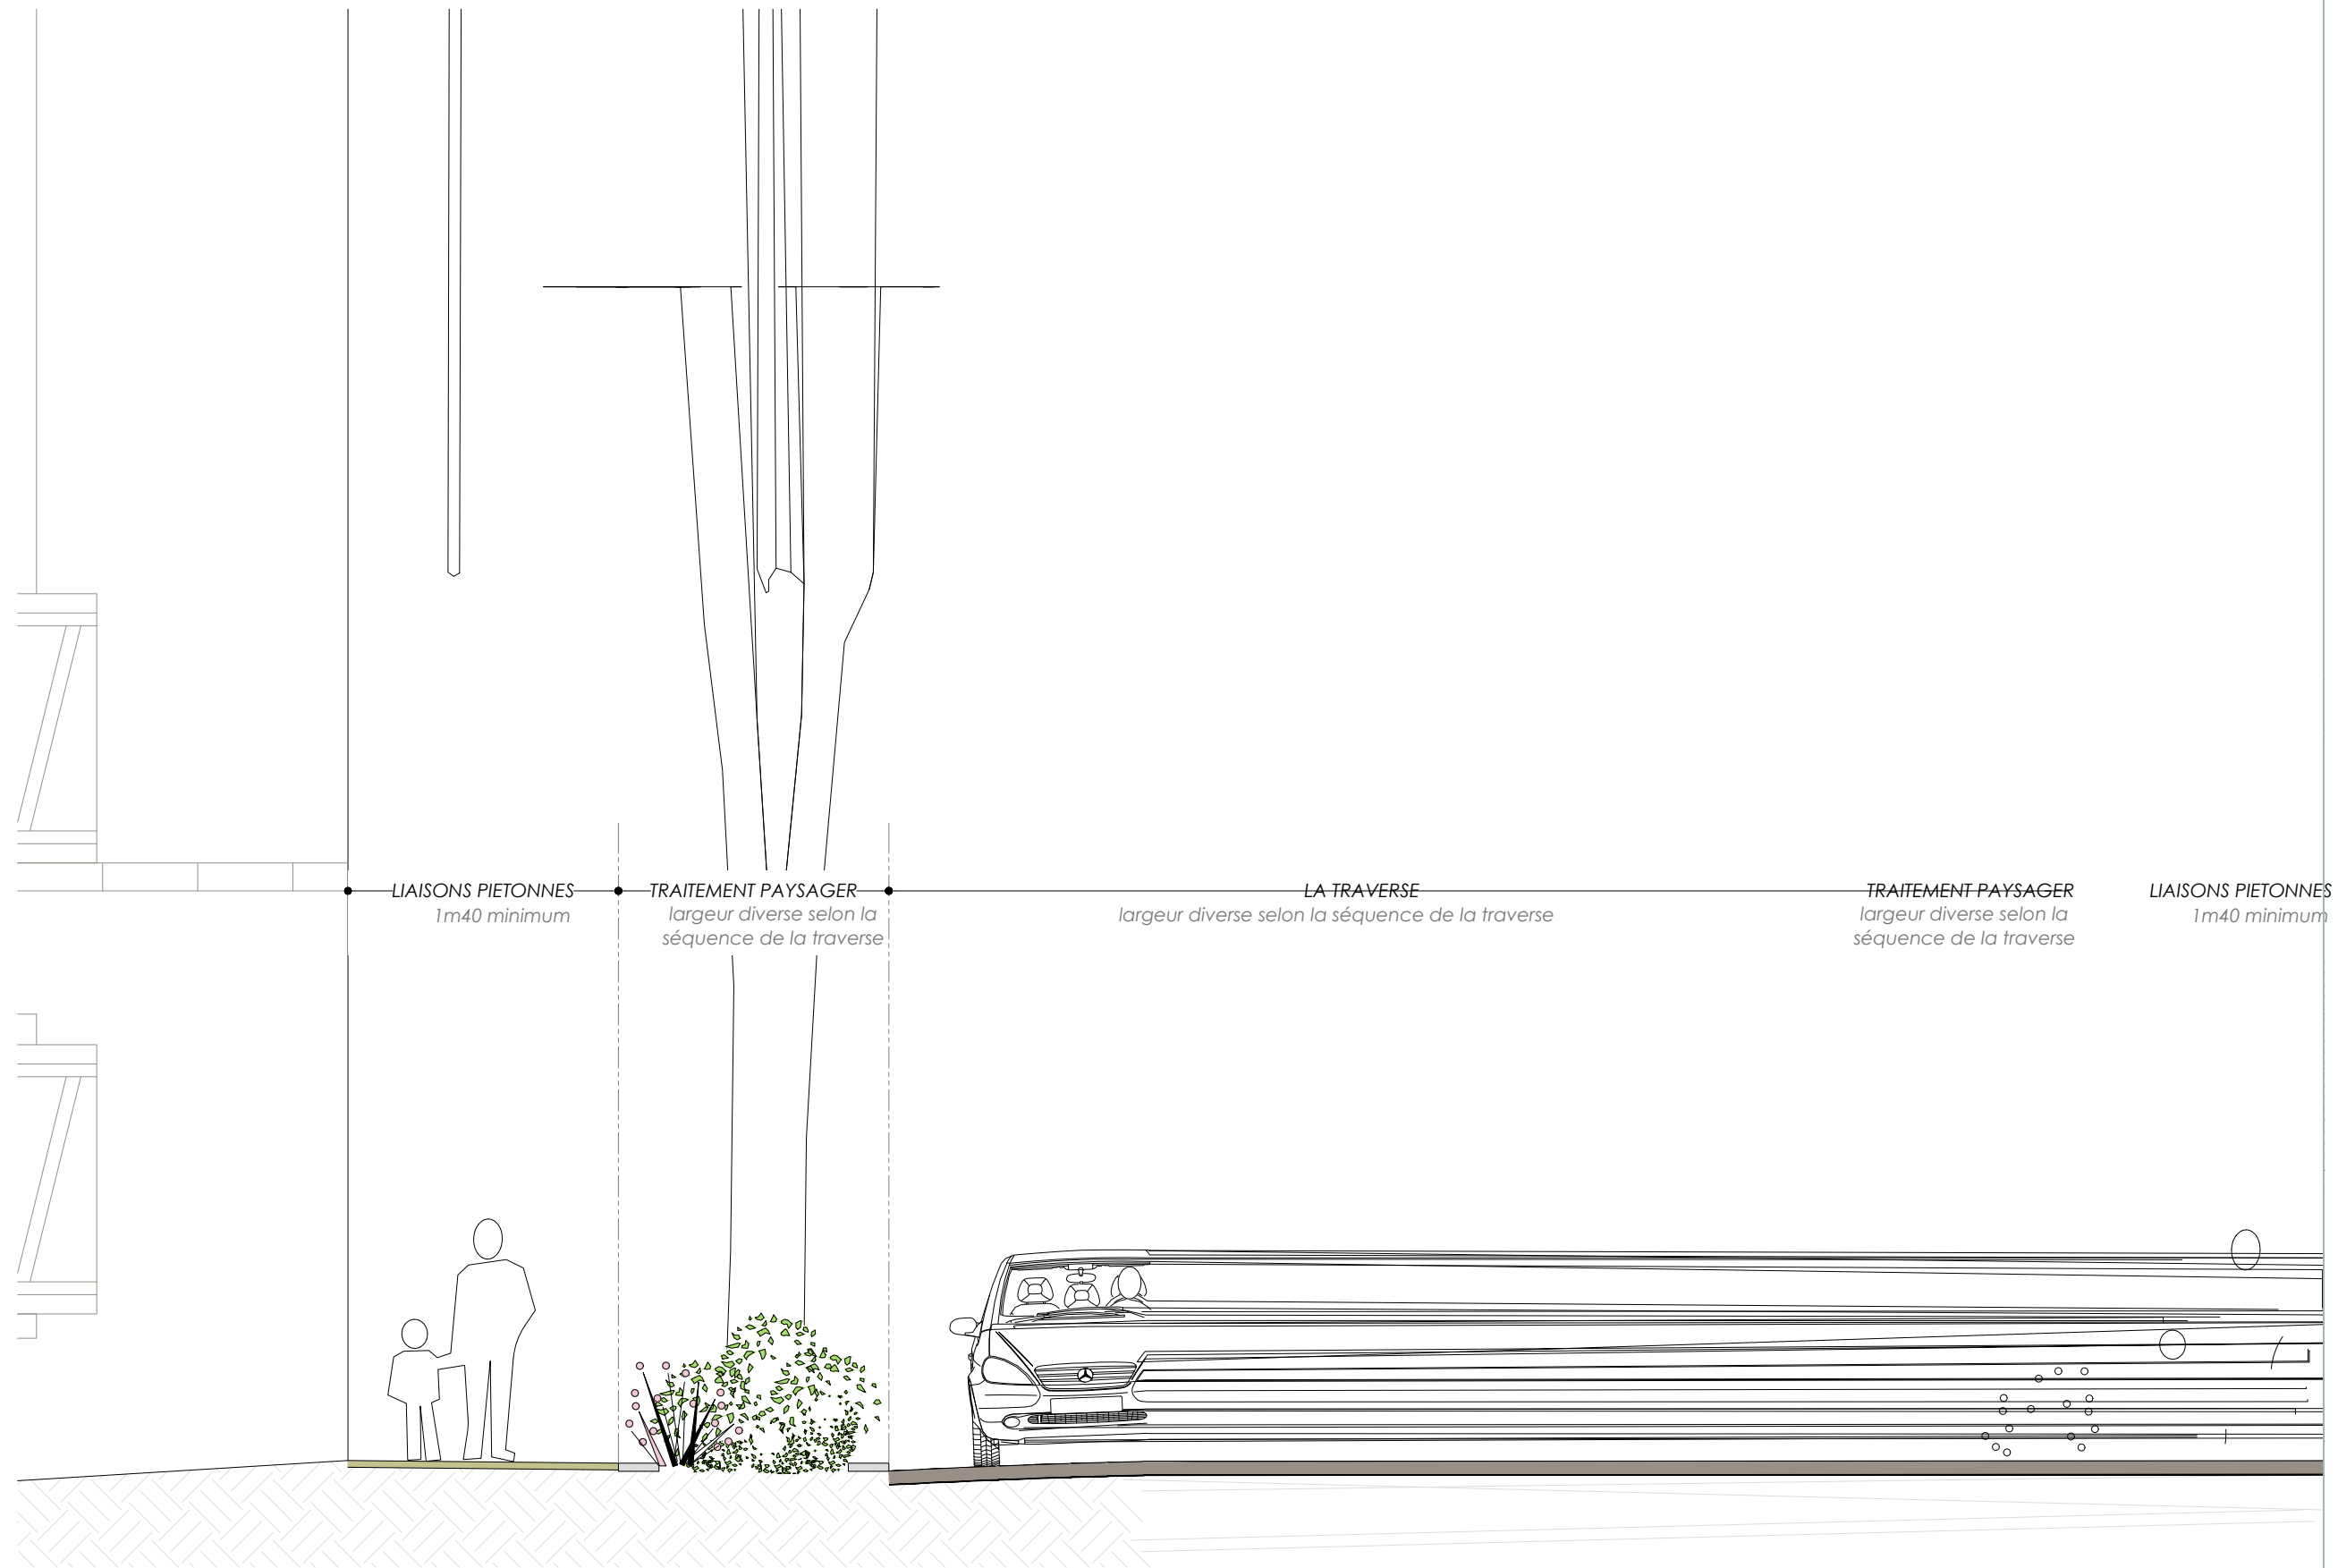 LIAISONS PIETONNES
1m40 minimum
TRAITEMENT PAYSAGER
largeur diverse selon la
séquence de la traverse
LA TRAVERSE
largeur diverse selon la séquence de la traverse
TRAITEMENT PAYSAGER
largeur diverse selon la
séquence de la traverse
LIAISONS PIETONNES
1m40 minimum